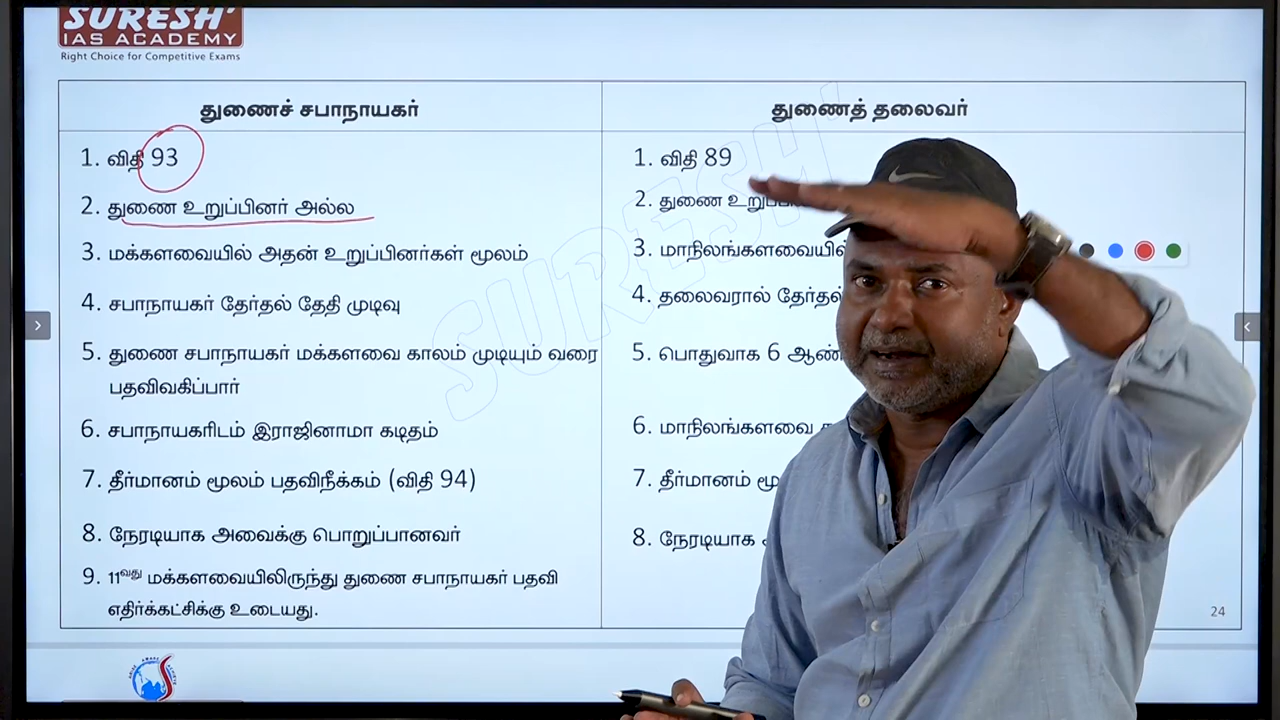 SURESH'
IAS ACADEMY
Right Choice for Competitive Exams
துணைச் சபாநாயகர்
1. விதி 93
2. துணை உறுப்பினர் அல்ல
3. மக்களவையில் அதன் உறுப்பினர்கள் மூலம்
4. சபாநாயகர் தேர்தல் தேதி முடிவு
5. துணை சபாநாயகர் மக்களவை காலம் முடியும் வரை
பதவிவகிப்பார்
6. சபாநாயகரிடம் இராஜினாமா கடிதம்
7. தீர்மானம் மூலம் பதவிநீக்கம் (விதி 94)
8. நேரடியாக அவைக்கு பொறுப்பானவர்
9. 11வது மக்களவையிலிருந்து துணை சபாநாயகர் பதவி
எதிர்க்கட்சிக்கு உடையது.
துணைத் தலைவர்
1. விதி 89
2. துணை
3. மாநிலங்களவையில்
4. தலைவரால்
5. பொதுவாக 6
6. மாநிலங்களவை
7.
8. நேரடியாக
24
SURESH'